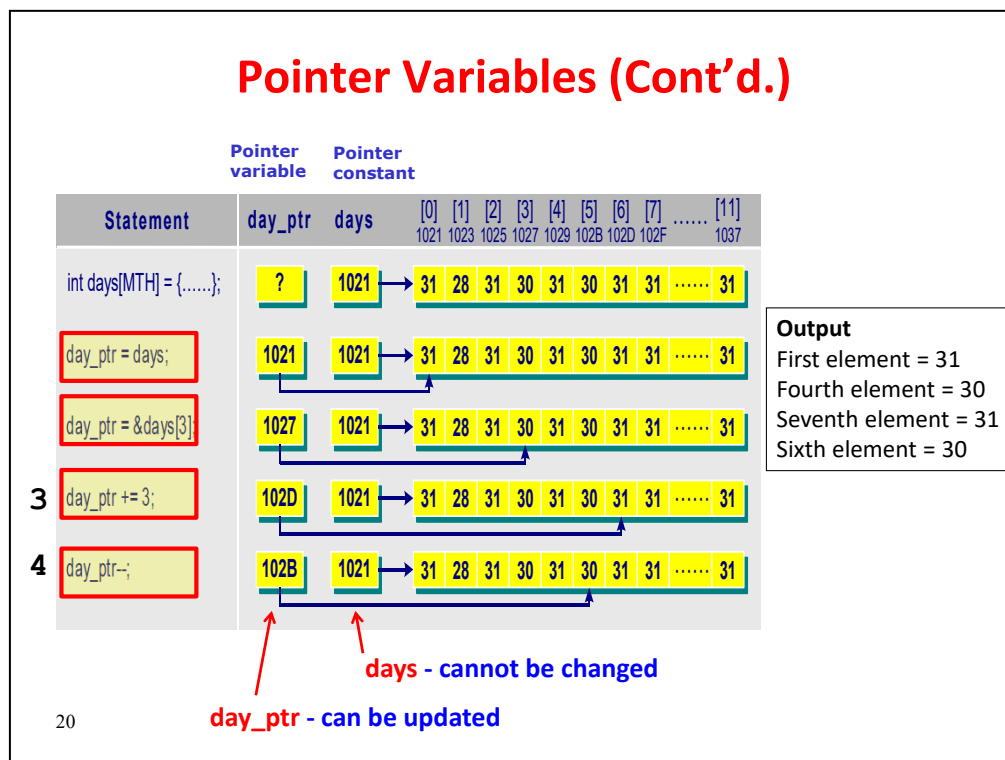 Pointer Variables (Cont’d.)
Pointer variable
Pointer constant
Statement day_ptr days [0] [1] [2] [3] [4] [5] [6] [7] ...... [11]
1021 1023 1025 1027 1029 102B 102D 102F 1037
int days[MTH] = {......}; ? 1021 31 28 31 30 31 30 31 31 ...... 31
day_ptr = days; 1021 1021 31 28 31 30 31 30 31 31 ...... 31
day_ptr = &days[3]; 1027 1021 31 28 31 30 31 30 31 31 ...... 31
3 day_ptr += 3; 102D 1021 31 28 31 30 31 30 31 31 ...... 31
4 day_ptr--; 102B 1021 31 28 31 30 31 30 31 31 ...... 31
Output
First element = 31
Fourth element = 30
Seventh element = 31
Sixth element = 30
days - cannot be changed
day_ptr - can be updated
20